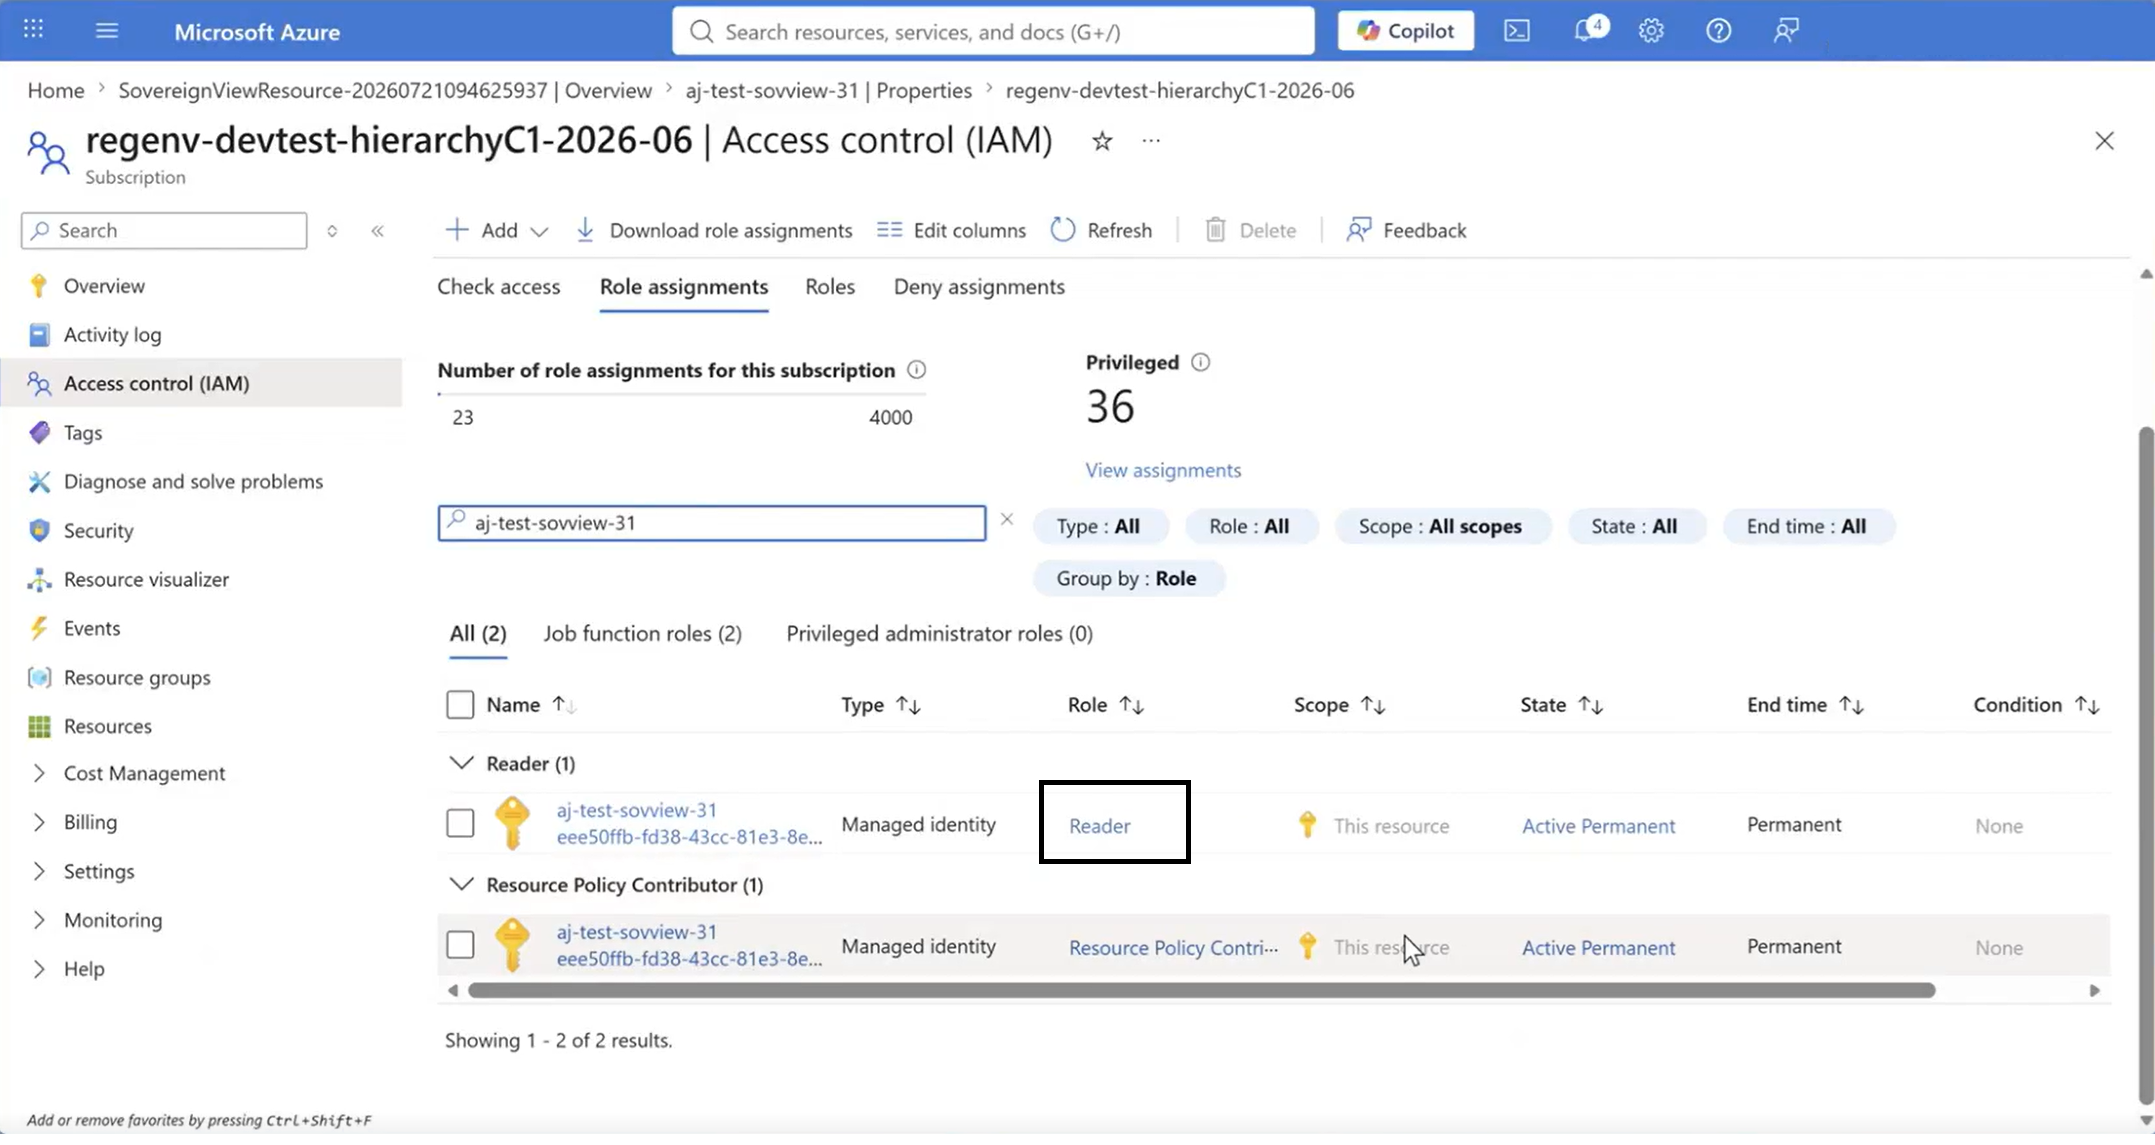 Microsoft Azure
Search resources, services, and docs (G+/)
Copilot
4
Home > SovereignViewResource-20260721094625937 | Overview > aj-test-sovview-31 | Properties > regenv-devtest-hierarchyC1-2026-06
regenv-devtest-hierarchyC1-2026-06 | Access control (IAM)
Subscription
Search
Add
Download role assignments
Edit columns
Refresh
Delete
Feedback
Overview
Activity log
Access control (IAM)
Tags
Diagnose and solve problems
Security
Resource visualizer
Events
Resource groups
Resources
Cost Management
Billing
Settings
Monitoring
Help
Add or remove favorites by pressing Ctrl+Shift+F
Check access
Role assignments
Roles
Deny assignments
Number of role assignments for this subscription
23
4000
Privileged
36
View assignments
aj-test-sovview-31
Type : All
Role : All
Scope : All scopes
State : All
End time : All
Group by : Role
All (2)
Job function roles (2)
Privileged administrator roles (0)
Name
Type
Role
Scope
State
End time
Condition
Reader (1)
aj-test-sovview-31
eee50ffb-fd38-43cc-81e3-8e...
Managed identity
Reader
This resource
Active Permanent
Permanent
None
Resource Policy Contributor (1)
aj-test-sovview-31
eee50ffb-fd38-43cc-81e3-8e...
Managed identity
Resource Policy Contri...
This resource
Active Permanent
Permanent
None
Showing 1 - 2 of 2 results.